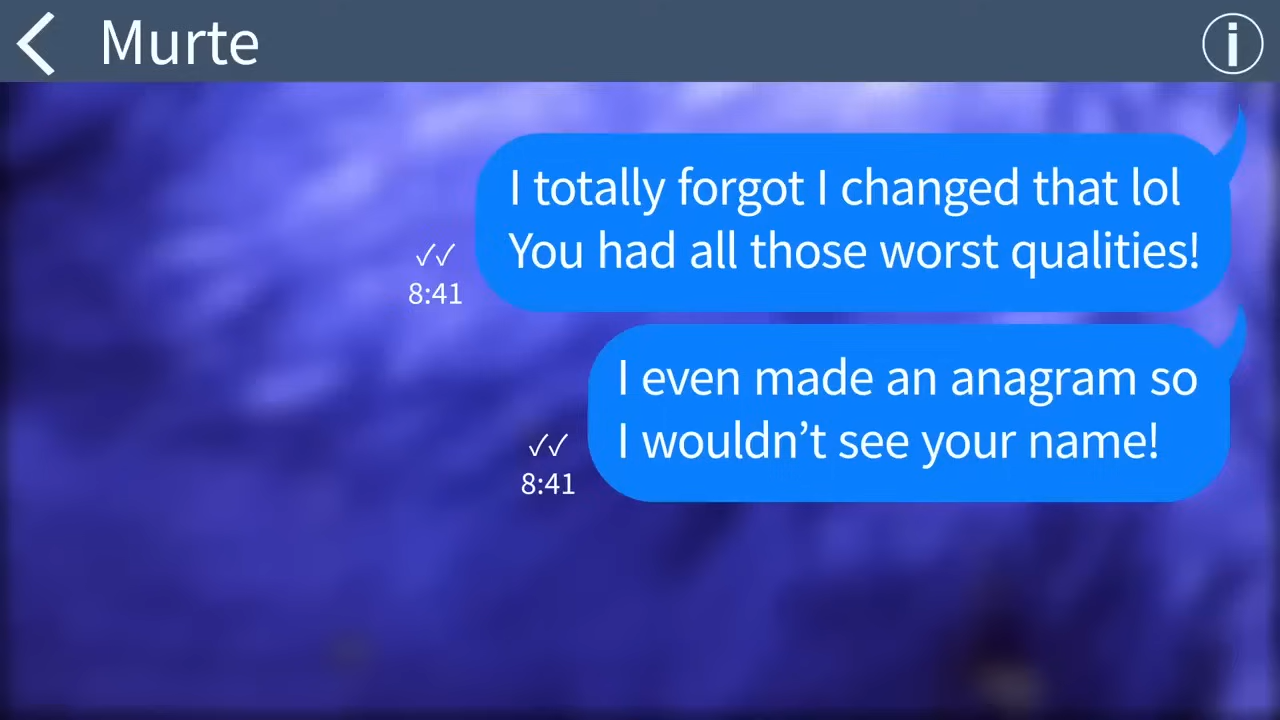 Murte
I totally forgot I changed that lol
You had all those worst qualities!
✓✓
8:41
I even made an anagram so
I wouldn’t see your name!
✓✓
8:41